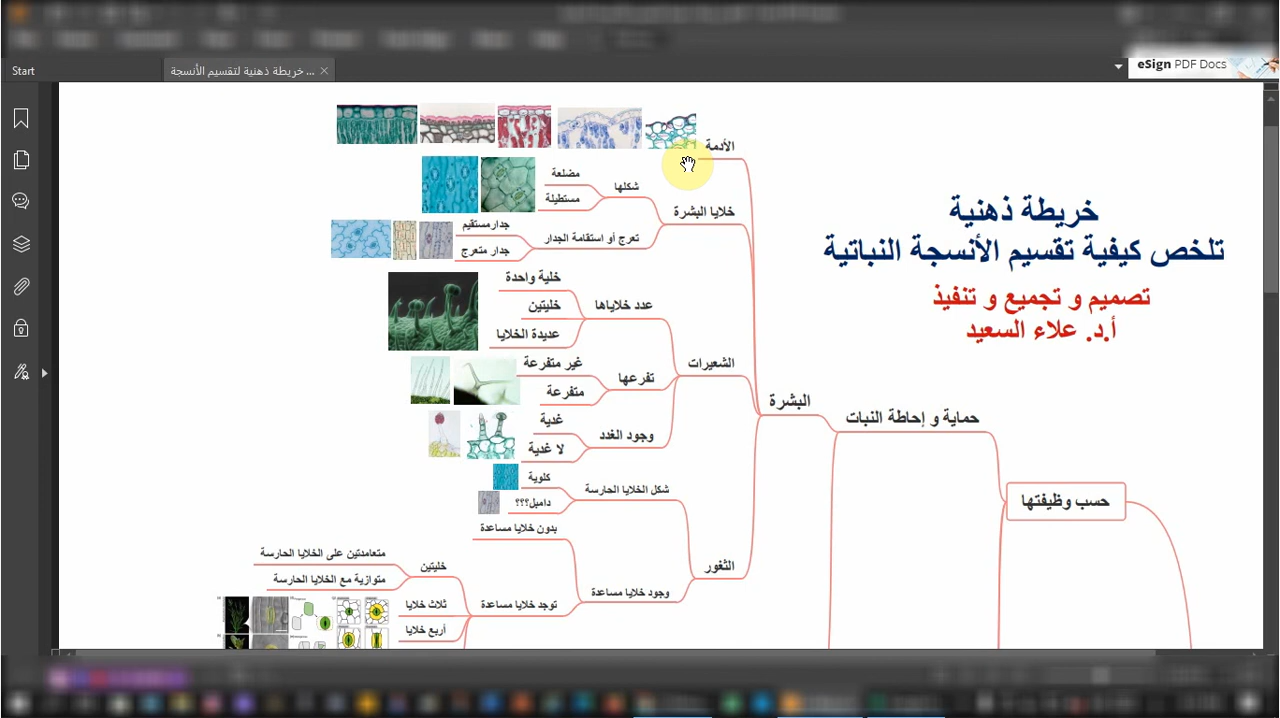 Start
خريطة ذهنية لتقسيم الأنسجة ...
eSign PDF Docs
خريطة ذهنية
تلخص كيفية تقسيم الأنسجة النباتية
تصميم و تجميع و تنفيذ
أ.د. علاء السعيد
حسب وظيفتها
حماية و إحاطة النبات
البشرة
الأدمة
خلايا البشرة
شكلها
مضلعة
مستطيلة
تعرج أو استقامة الجدار
جدار مستقيم
جدار متعرج
الشعيرات
عدد خلاياها
خلية واحدة
خليتين
عديدة الخلايا
تفرعها
غير متفرعة
متفرعة
وجود الغدد
غدية
لا غدية
الثغور
شكل الخلايا الحارسة
كلوية
دامبل؟؟؟
وجود خلايا مساعدة
بدون خلايا مساعدة
توجد خلايا مساعدة
خليتين
متعامدتين على الخلايا الحارسة
متوازية مع الخلايا الحارسة
ثلاث خلايا
أربع خلايا